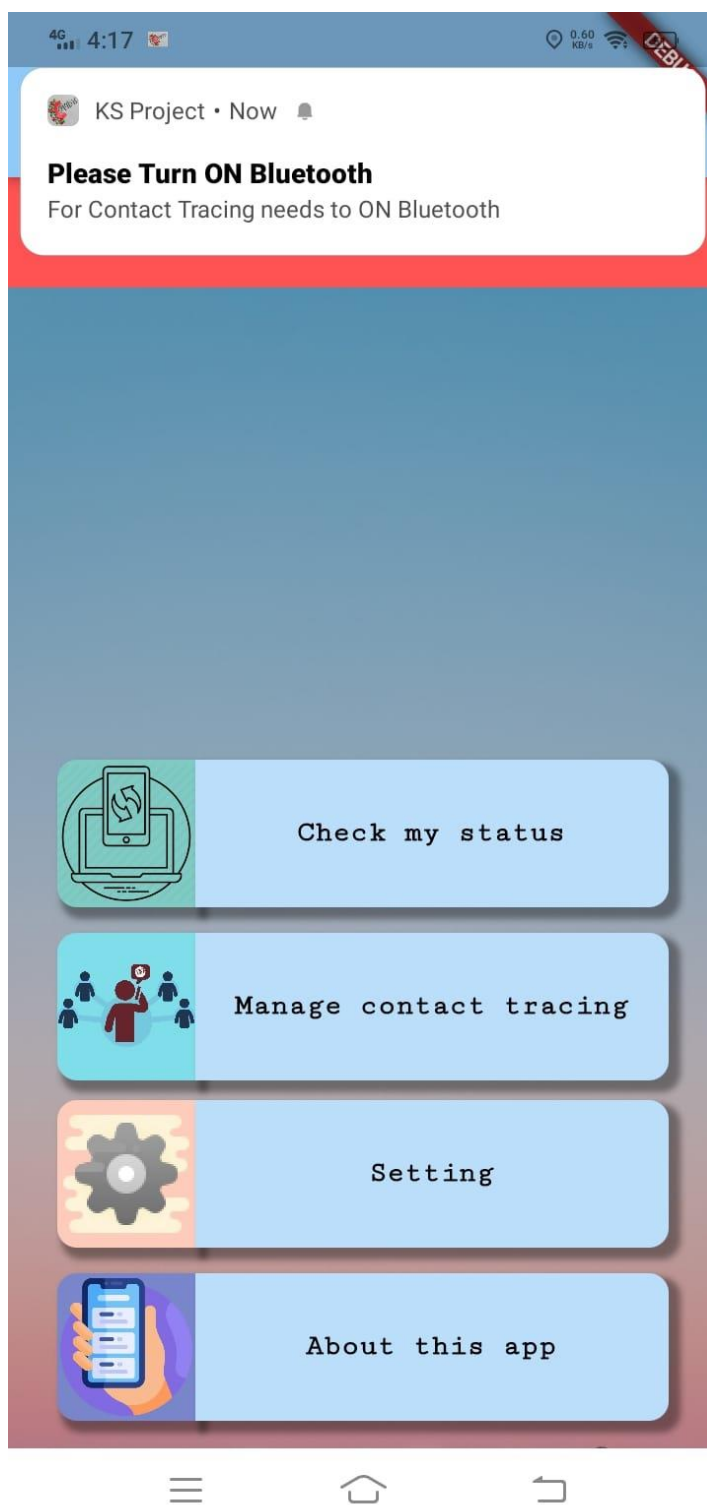 4G 4:17 0.60 KB/s DEBU
KS Project • Now
Please Turn ON Bluetooth
For Contact Tracing needs to ON Bluetooth
Check my status
Manage contact tracing
Setting
About this app